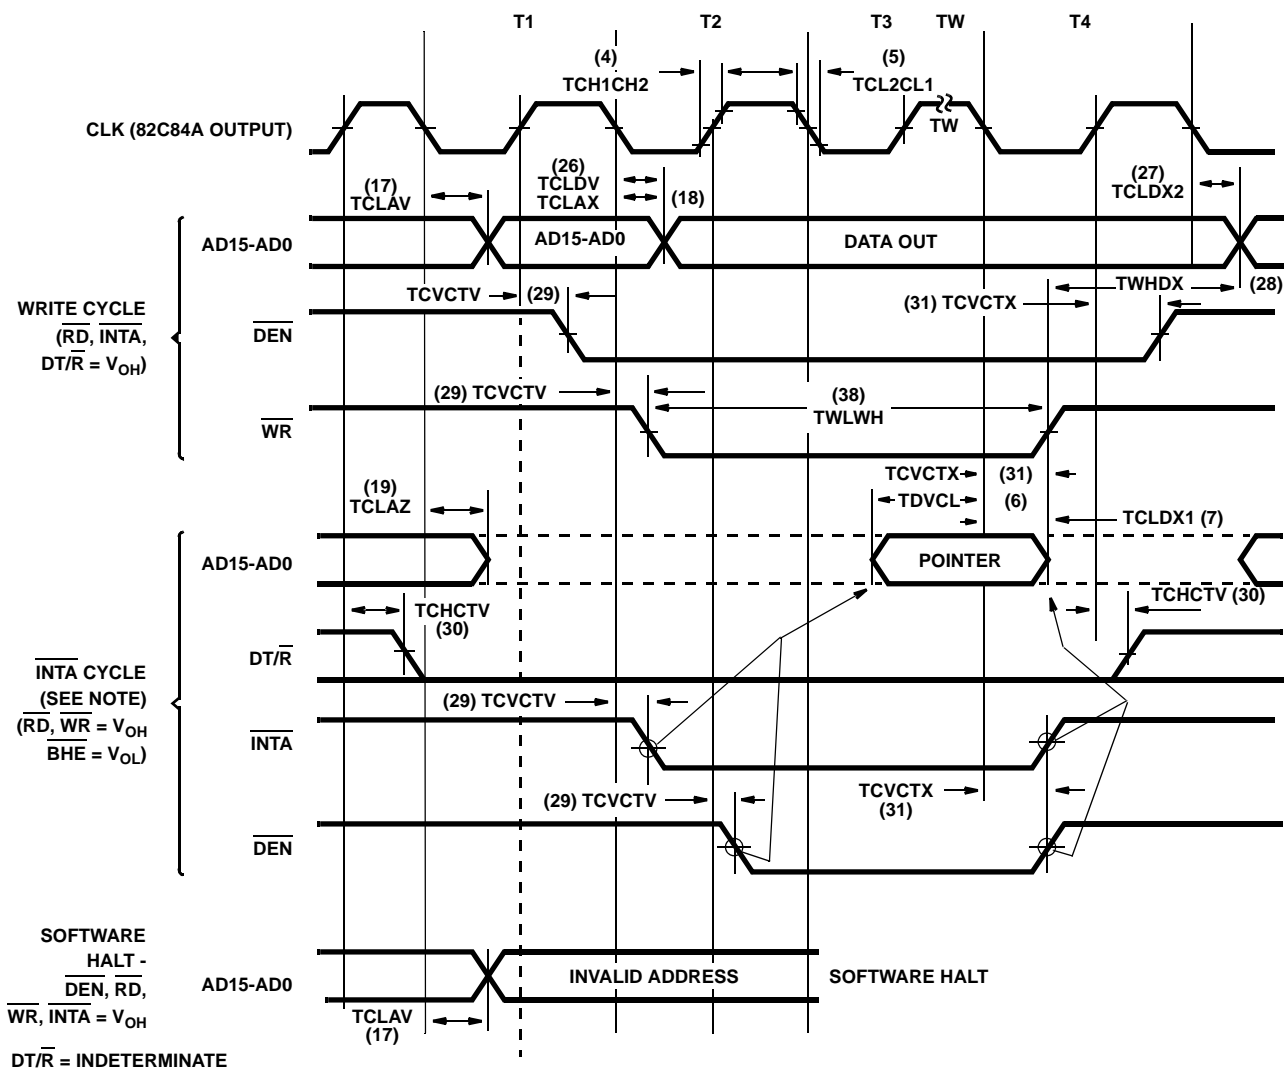 T1 T2 T3 TW T4
(4) (5)
TCH1CH2 TCL2CL1
CLK (82C84A OUTPUT) TW
(17) (26) (27)
TCLAV TCLDV TCLDX2
TCLAX (18)
AD15-AD0 AD15-AD0 DATA OUT
TCVCTV (29) TWHDX (28)
(31) TCVCTX
WRITE CYCLE
(RD, INTA,
DT/R = VOH)
DEN
(29) TCVCTV (38)
TWLWH
WR
TCVCTX (31)
(19) TDVCL (6)
TCLAZ
TCLDX1 (7)
AD15-AD0 POINTER
TCHCTV TCHCTV (30)
(30)
DT/R
INTA CYCLE
(SEE NOTE)
(RD, WR = VOH
BHE = VOL)
(29) TCVCTV
INTA
(29) TCVCTV TCVCTX
(31)
DEN
SOFTWARE
HALT -
DEN, RD,
WR, INTA = VOH
AD15-AD0 INVALID ADDRESS SOFTWARE HALT
TCLAV
(17)
DT/R = INDETERMINATE